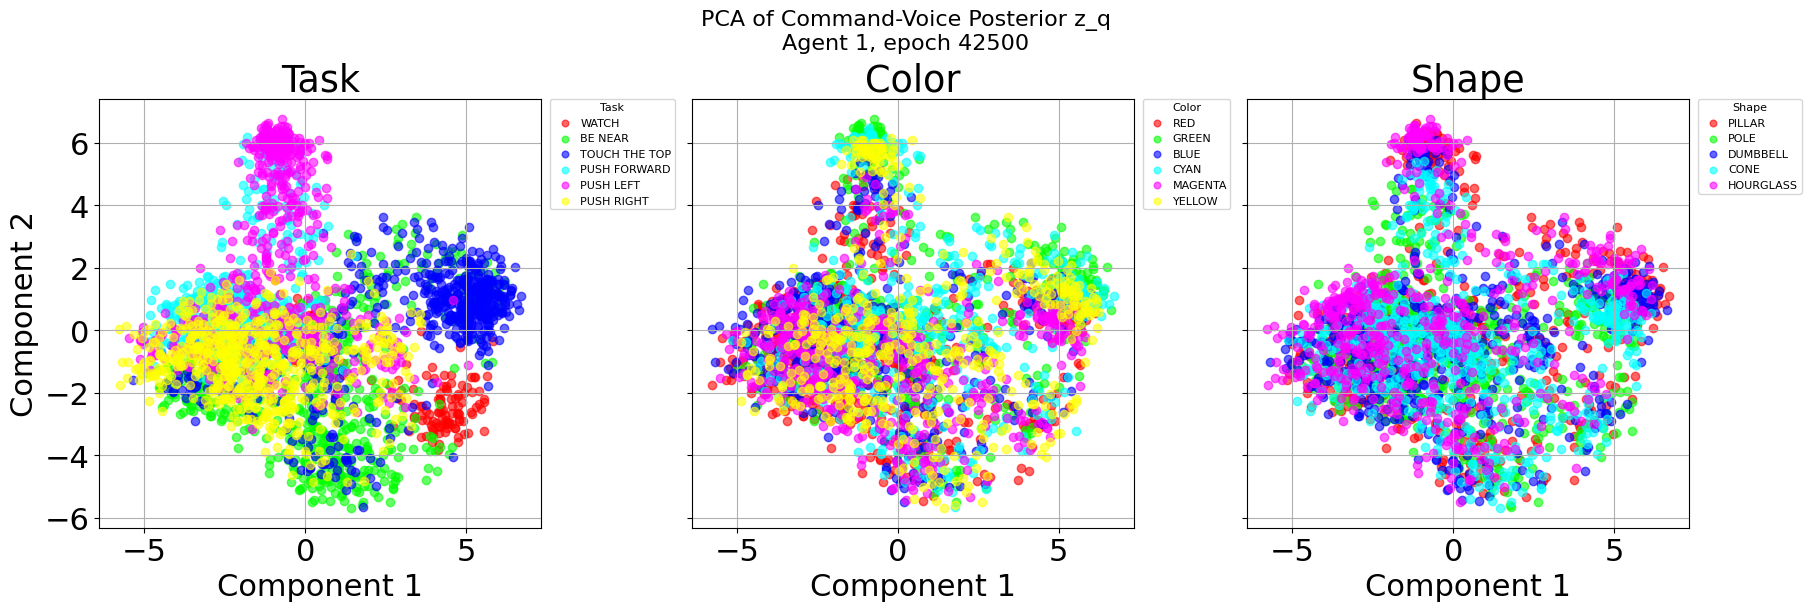 PCA of Command-Voice Posterior z_q
Agent 1, epoch 42500
Task
Color
Shape
Component 2
6
4
2
0
−2
−4
−6
−5 0 5
Component 1
Task
WATCH
BE NEAR
TOUCH THE TOP
PUSH FORWARD
PUSH LEFT
PUSH RIGHT
−5 0 5
Component 1
Color
RED
GREEN
BLUE
CYAN
MAGENTA
YELLOW
−5 0 5
Component 1
Shape
PILLAR
POLE
DUMBBELL
CONE
HOURGLASS